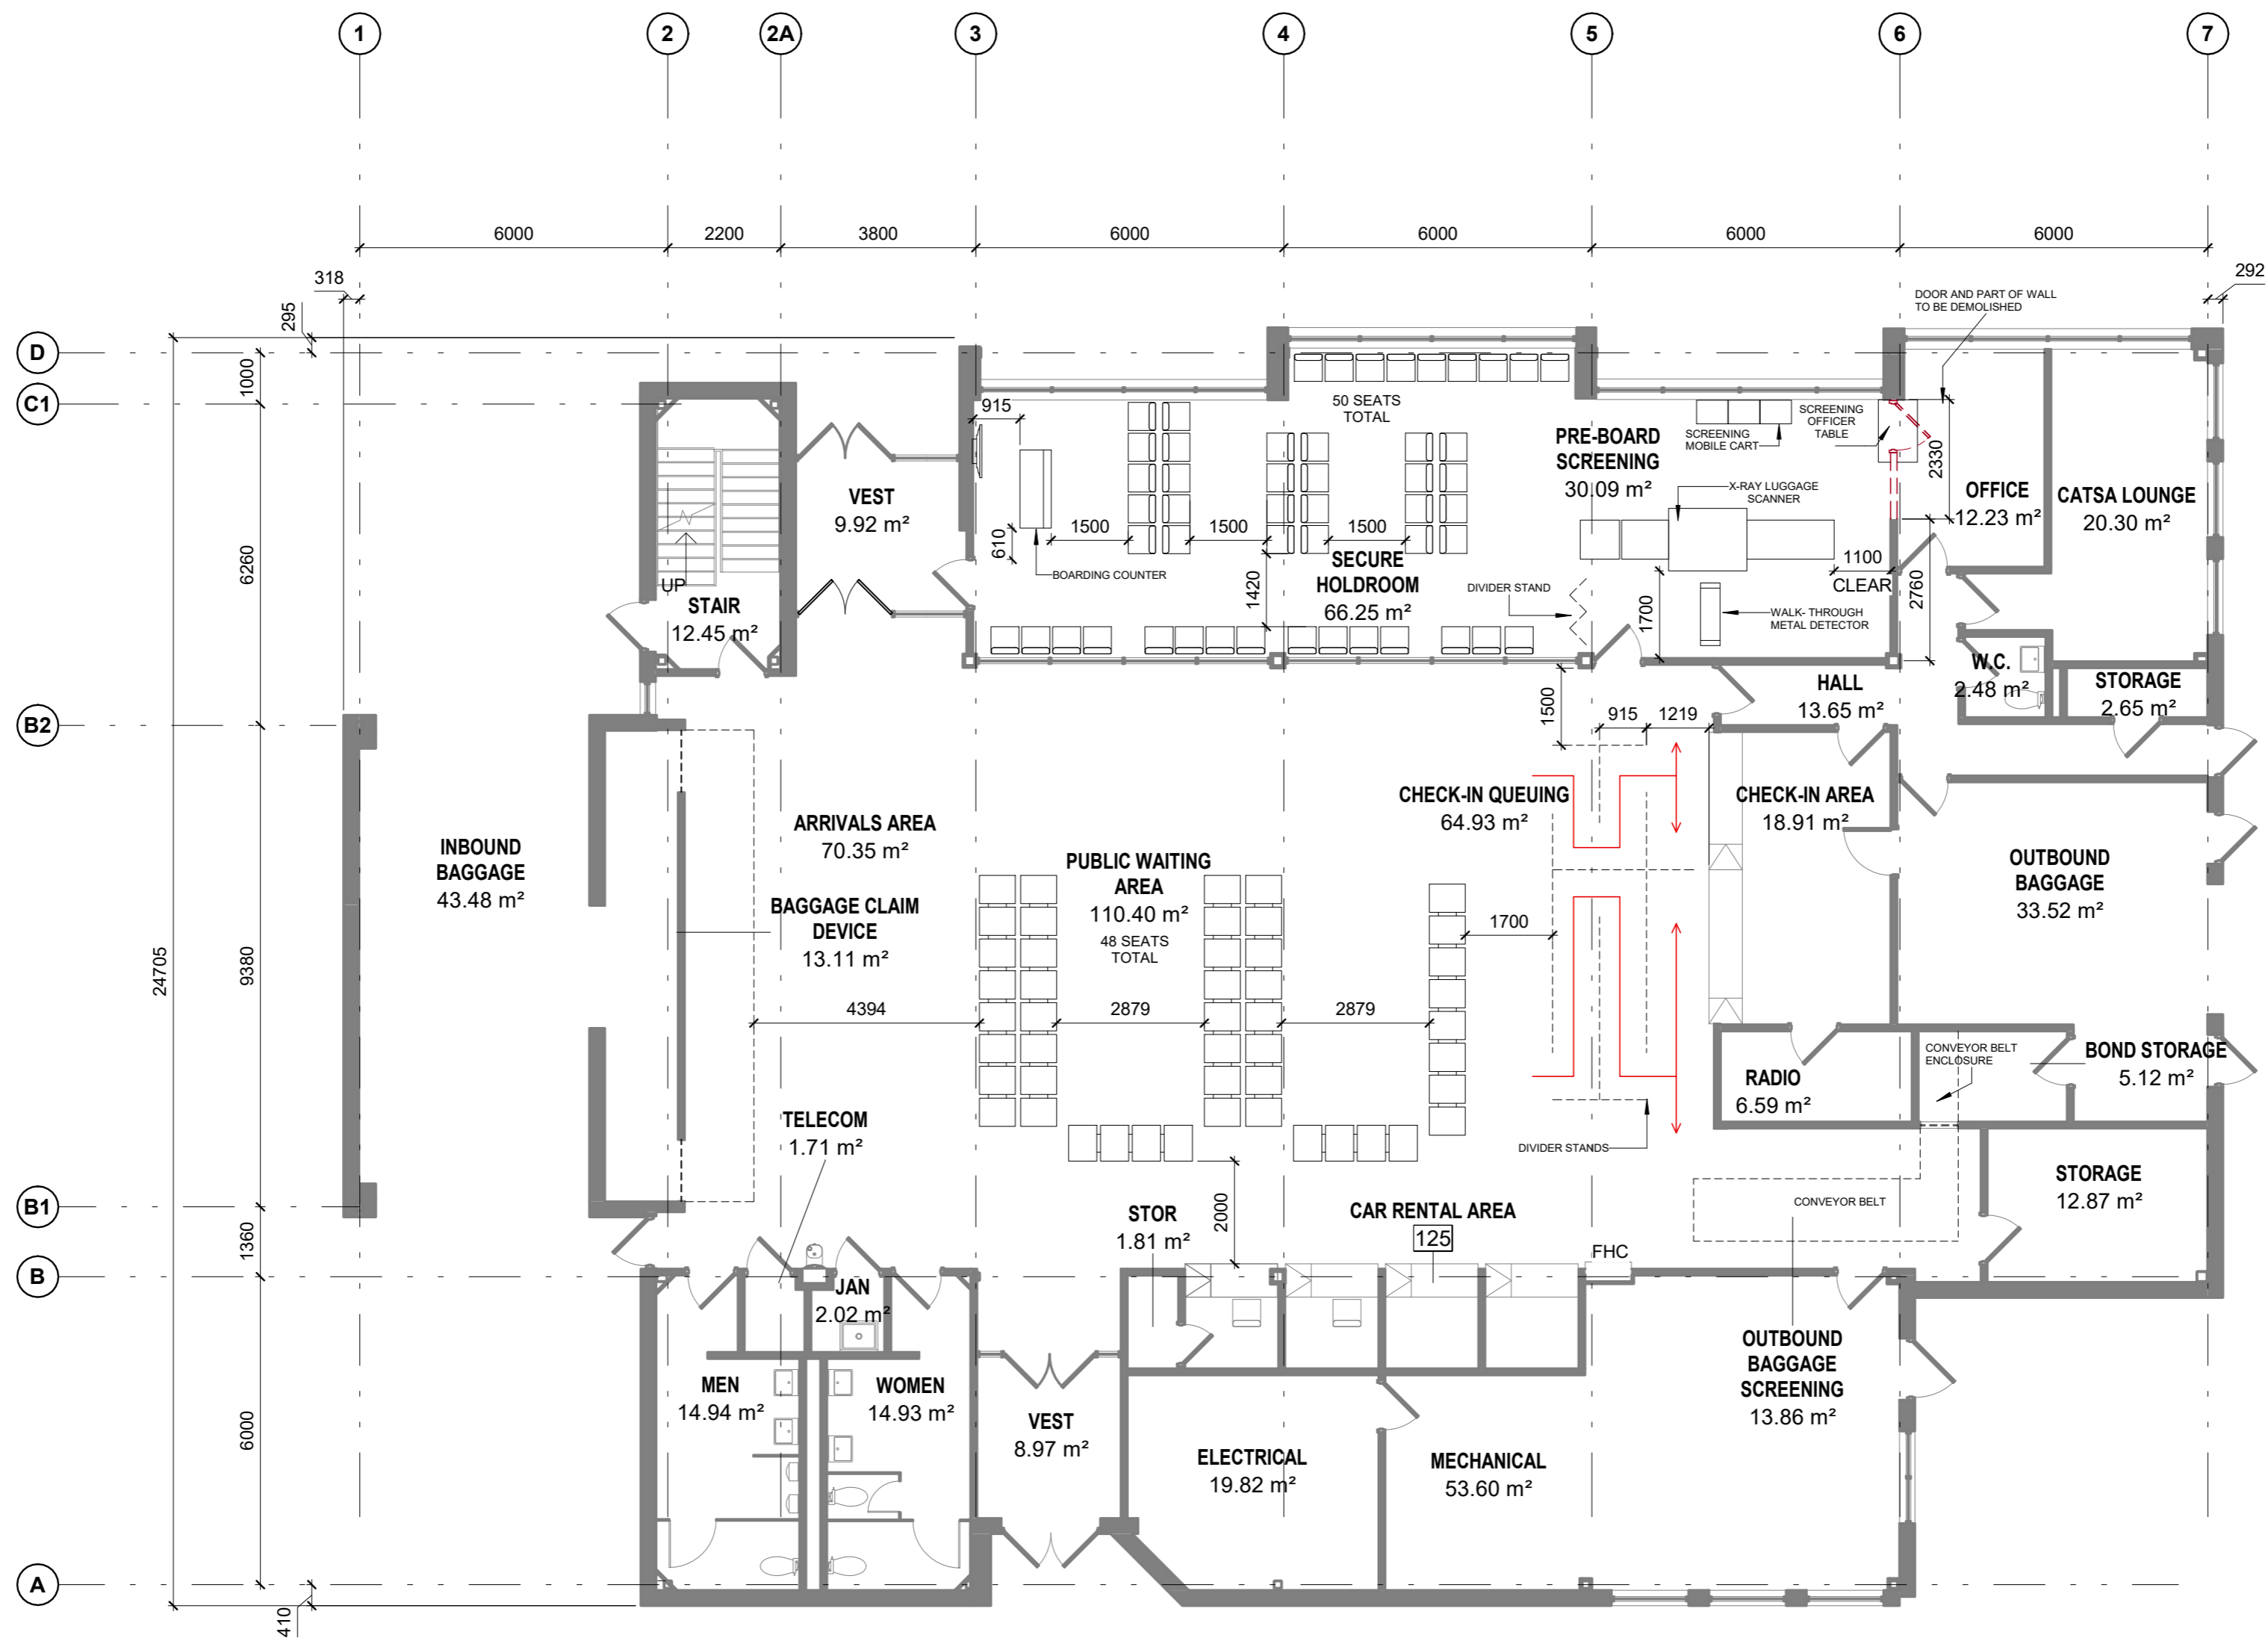 1
2
2A
3
4
5
6
7
6000
2200
3800
6000
6000
6000
6000
318
292
295
DOOR AND PART OF WALL
TO BE DEMOLISHED
D
1000
C1
915
50 SEATS
TOTAL
SCREENING
MOBILE CART
SCREENING
OFFICER
TABLE
PRE-BOARD
SCREENING
30.09 m²
2330
X-RAY LUGGAGE
SCANNER
OFFICE
12.23 m²
CATSA LOUNGE
20.30 m²
VEST
9.92 m²
6260
1500
1500
1500
610
BOARDING COUNTER
SECURE
HOLDROOM
66.25 m²
1420
DIVIDER STAND
1100
CLEAR
2760
1700
WALK- THROUGH
METAL DETECTOR
UP
STAIR
12.45 m²
W.C.
2.48 m²
HALL
13.65 m²
STORAGE
2.65 m²
B2
1500
915
1219
CHECK-IN QUEUING
64.93 m²
CHECK-IN AREA
18.91 m²
ARRIVALS AREA
70.35 m²
INBOUND
BAGGAGE
43.48 m²
PUBLIC WAITING
AREA
110.40 m²
48 SEATS
TOTAL
OUTBOUND
BAGGAGE
33.52 m²
BAGGAGE CLAIM
DEVICE
13.11 m²
1700
24705
9380
4394
2879
2879
CONVEYOR BELT
ENCLOSURE
BOND STORAGE
5.12 m²
RADIO
6.59 m²
TELECOM
1.71 m²
DIVIDER STANDS
STORAGE
12.87 m²
B1
2000
STOR
1.81 m²
CAR RENTAL AREA
125
CONVEYOR BELT
1360
FHC
B
JAN
2.02 m²
OUTBOUND
BAGGAGE
SCREENING
13.86 m²
MEN
14.94 m²
WOMEN
14.93 m²
VEST
8.97 m²
6000
ELECTRICAL
19.82 m²
MECHANICAL
53.60 m²
A
410